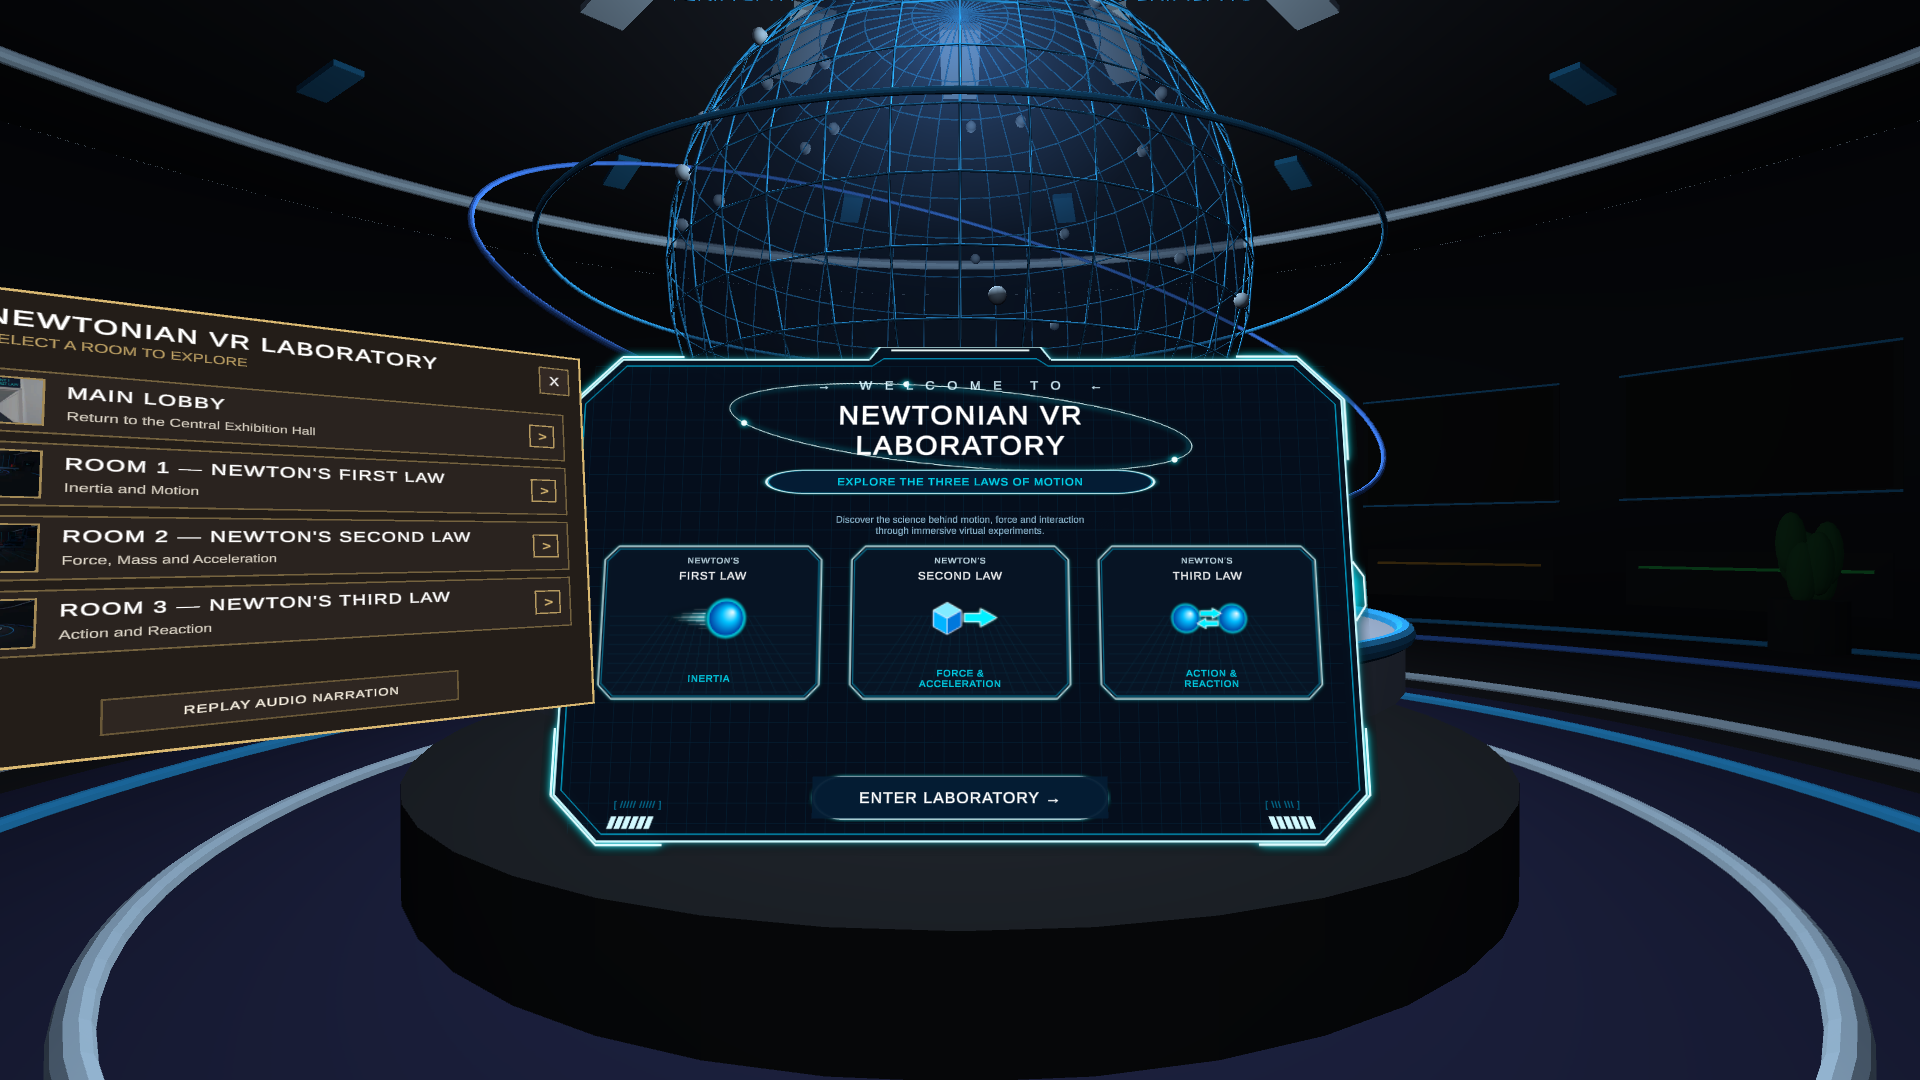 NEWTONIAN VR LABORATORY
SELECT A ROOM TO EXPLORE
X
MAIN LOBBY
Return to the Central Exhibition Hall
>
ROOM 1 — NEWTON'S FIRST LAW
Inertia and Motion
>
ROOM 2 — NEWTON'S SECOND LAW
Force, Mass and Acceleration
>
ROOM 3 — NEWTON'S THIRD LAW
Action and Reaction
>
REPLAY AUDIO NARRATION
→ WELCOME TO ←
NEWTONIAN VR
LABORATORY
EXPLORE THE THREE LAWS OF MOTION
Discover the science behind motion, force and interaction
through immersive virtual experiments.
NEWTON'S
FIRST LAW
INERTIA
NEWTON'S
SECOND LAW
FORCE &
ACCELERATION
NEWTON'S
THIRD LAW
ACTION &
REACTION
[ ///// ///// ]
ENTER LABORATORY →
[ \\\ \\\ ]